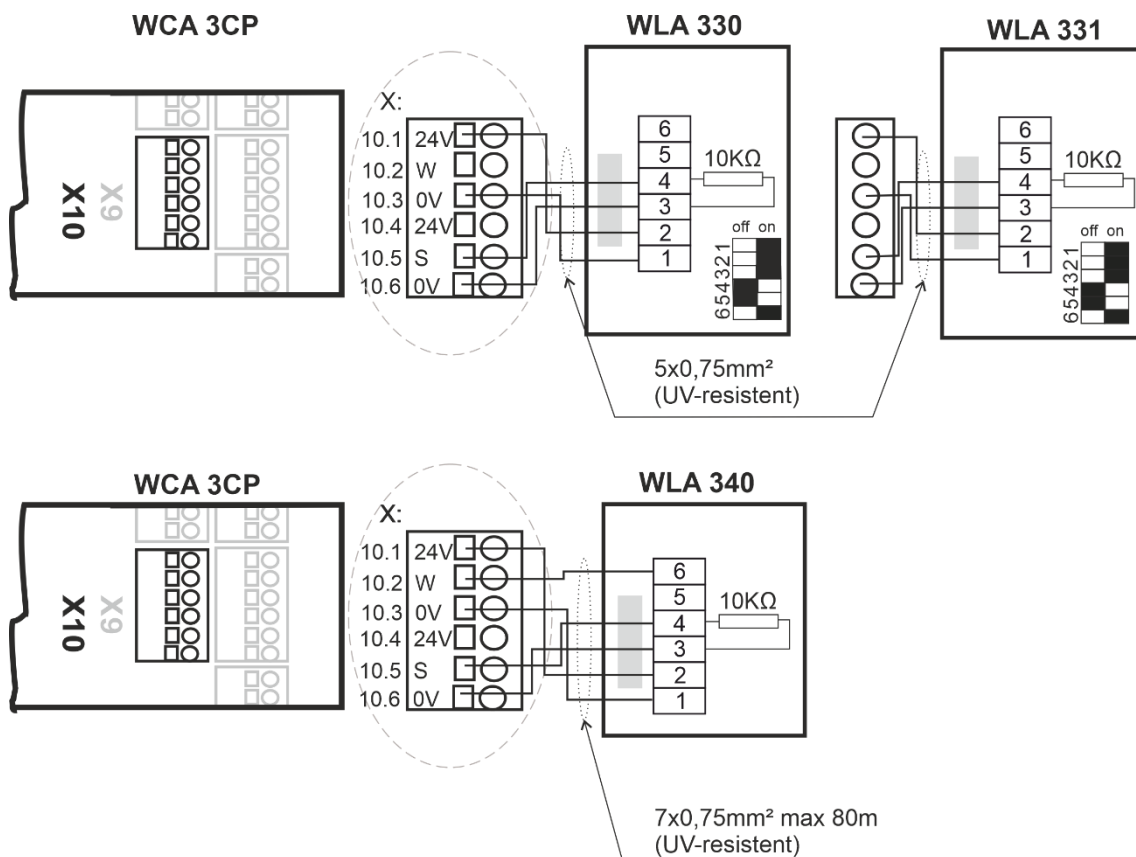 WCA 3CP
WLA 330
WLA 331
X10
X9
X:
10.1 24V
10.2 W
10.3 0V
10.4 24V
10.5 S
10.6 0V
6
5
4
3
2
1
10KΩ
off on
654321
6
5
4
3
2
1
10KΩ
off on
654321
5x0,75mm²
(UV-resistent)
WCA 3CP
WLA 340
X10
X9
X:
10.1 24V
10.2 W
10.3 0V
10.4 24V
10.5 S
10.6 0V
6
5
4
3
2
1
10KΩ
7x0,75mm² max 80m
(UV-resistent)